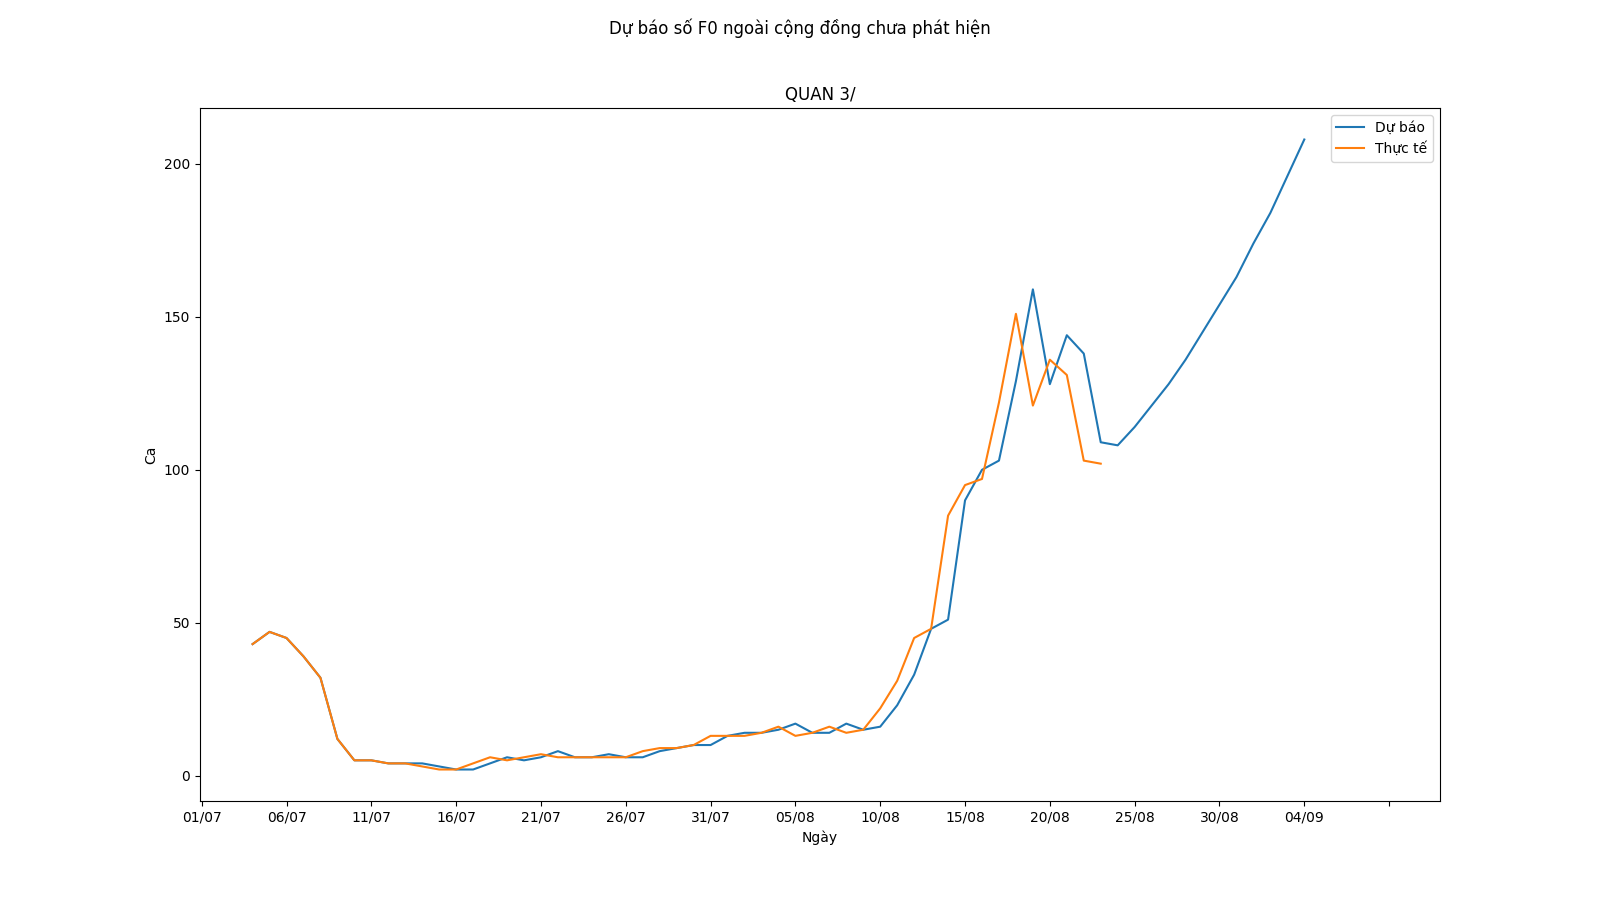 Dự báo số F0 ngoài cộng đồng chưa phát hiện
QUAN 3/
Dự báo
Thực tế
200
150
100
50
0
Ca
01/07 06/07 11/07 16/07 21/07 26/07 31/07 05/08 10/08 15/08 20/08 25/08 30/08 04/09
Ngày